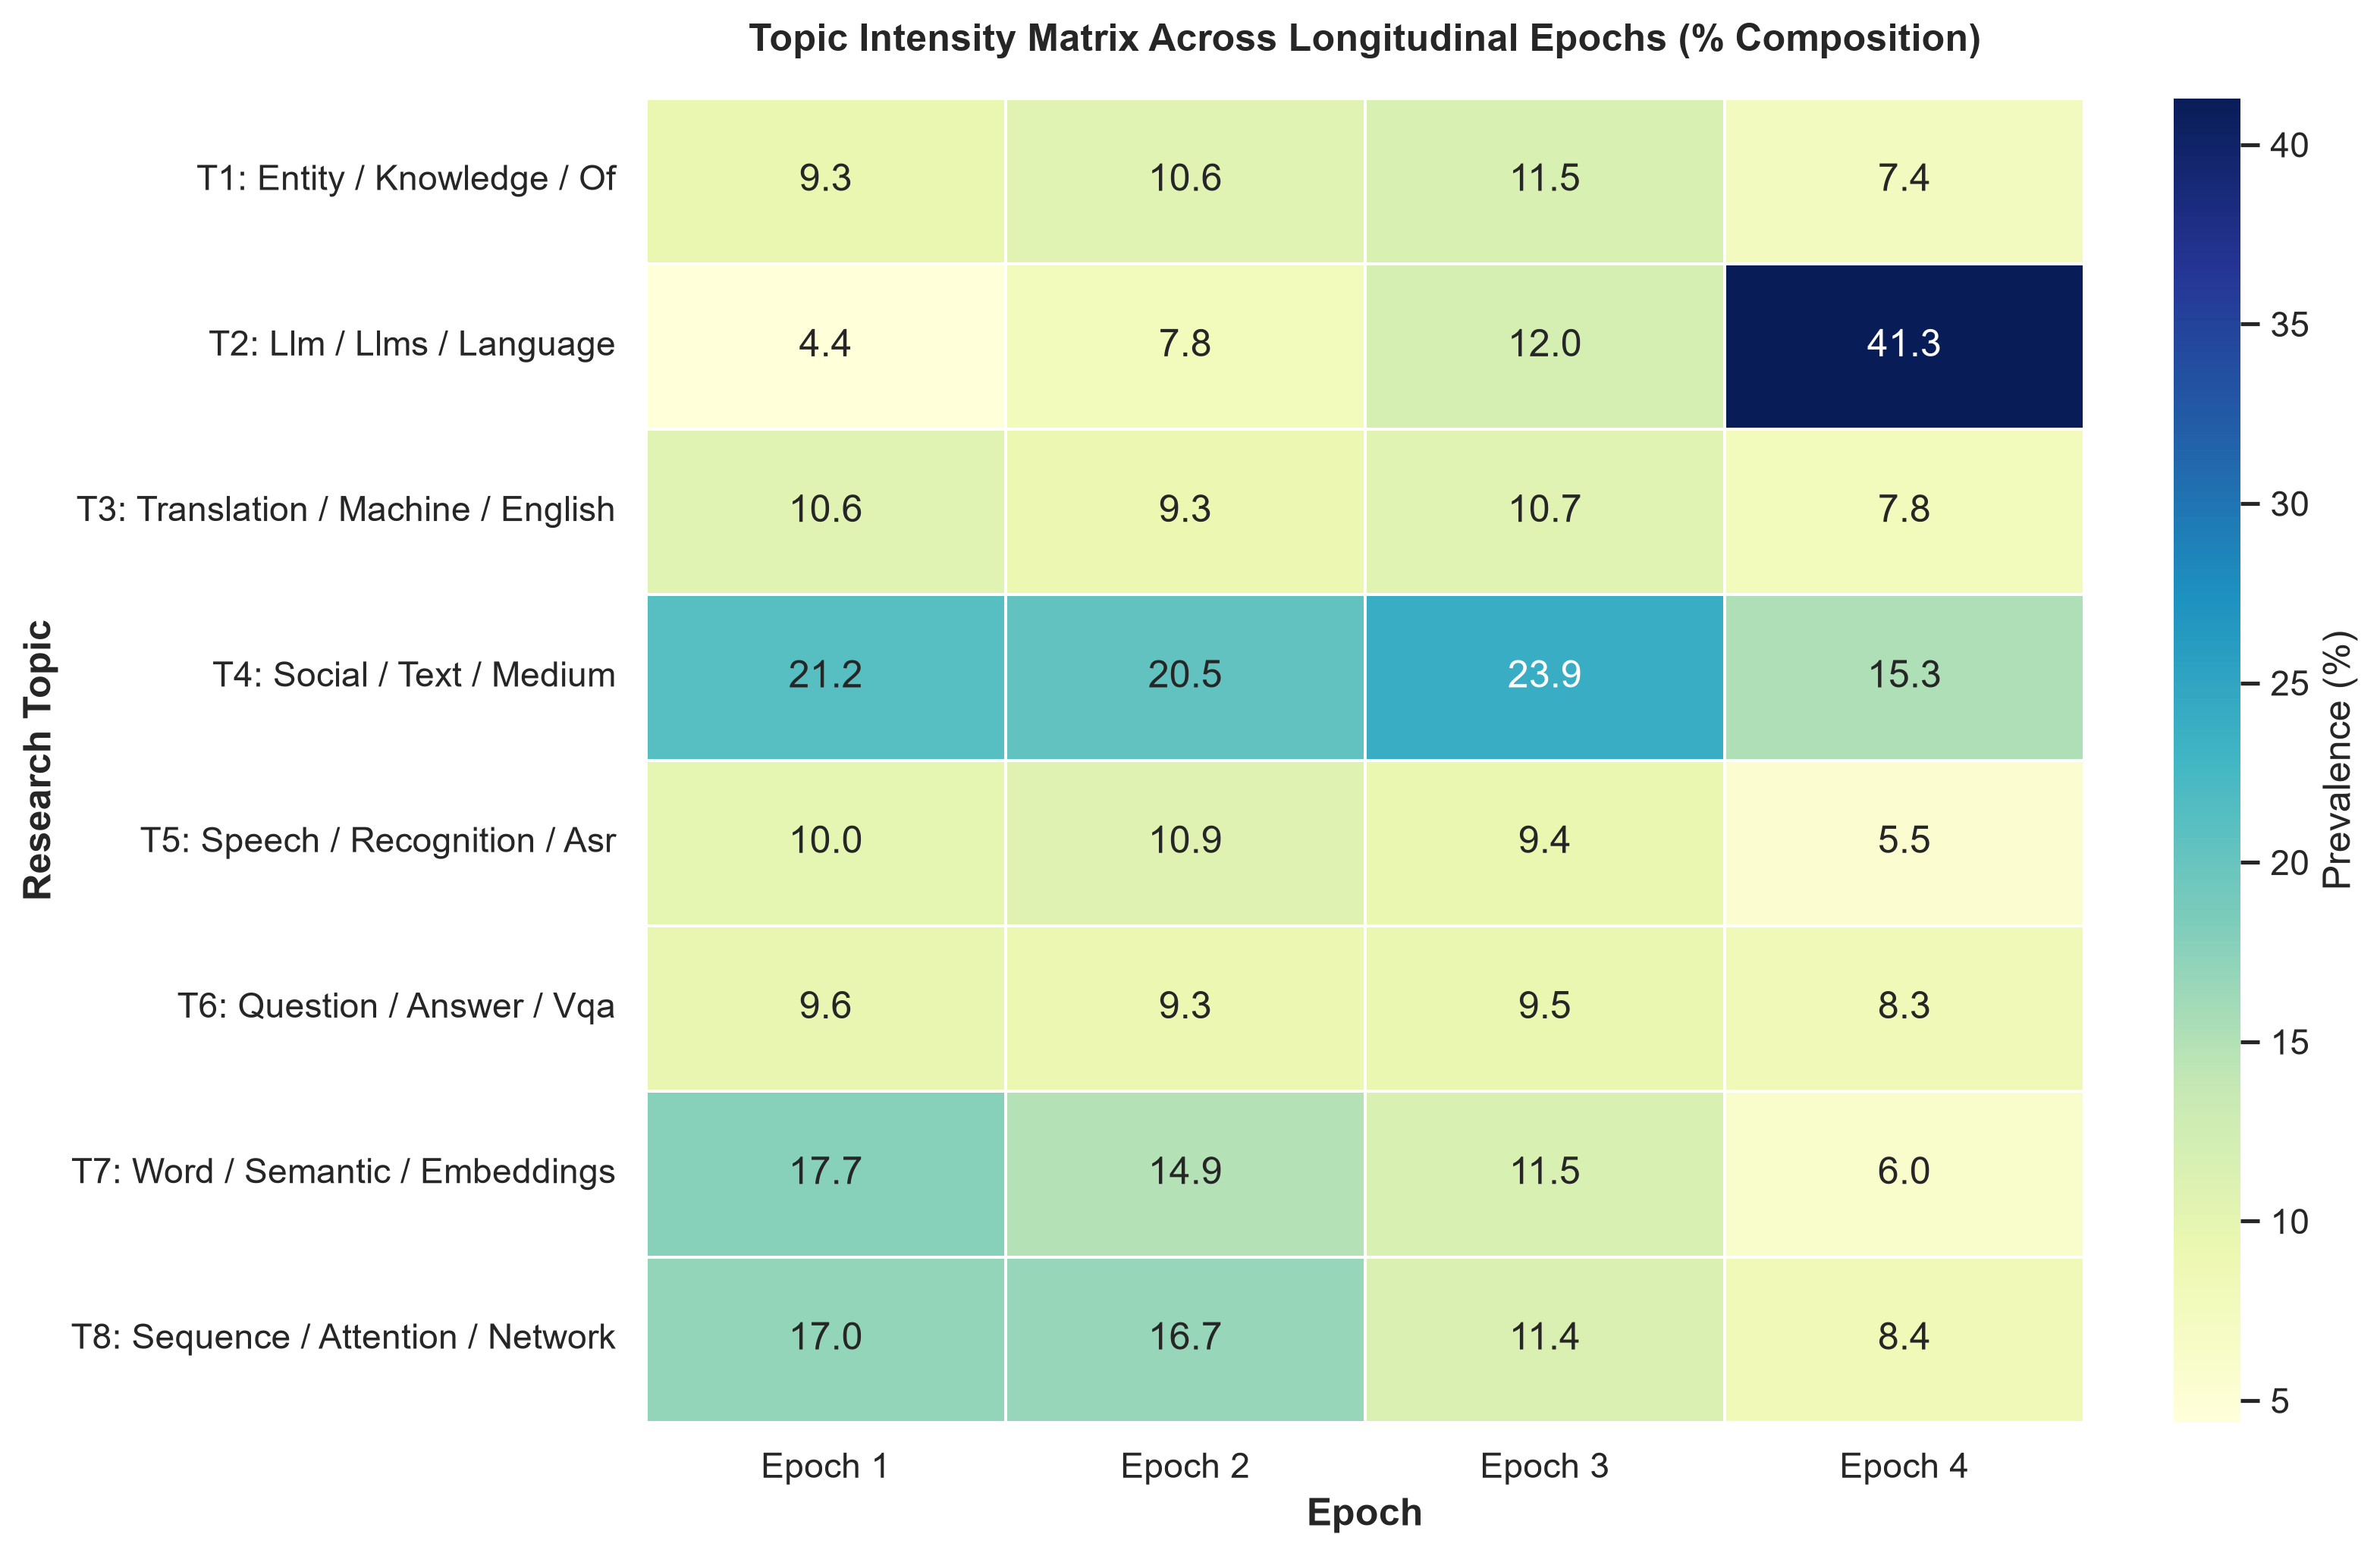 Topic Intensity Matrix Across Longitudinal Epochs (% Composition)
T1: Entity / Knowledge / Of 9.3 10.6 11.5 7.4
T2: Llm / Llms / Language 4.4 7.8 12.0 41.3
T3: Translation / Machine / English 10.6 9.3 10.7 7.8
T4: Social / Text / Medium 21.2 20.5 23.9 15.3
T5: Speech / Recognition / Asr 10.0 10.9 9.4 5.5
T6: Question / Answer / Vqa 9.6 9.3 9.5 8.3
T7: Word / Semantic / Embeddings 17.7 14.9 11.5 6.0
T8: Sequence / Attention / Network 17.0 16.7 11.4 8.4
Epoch 1 Epoch 2 Epoch 3 Epoch 4
Epoch
Research Topic
40
35
30
25
20
15
10
5
Prevalence (%)